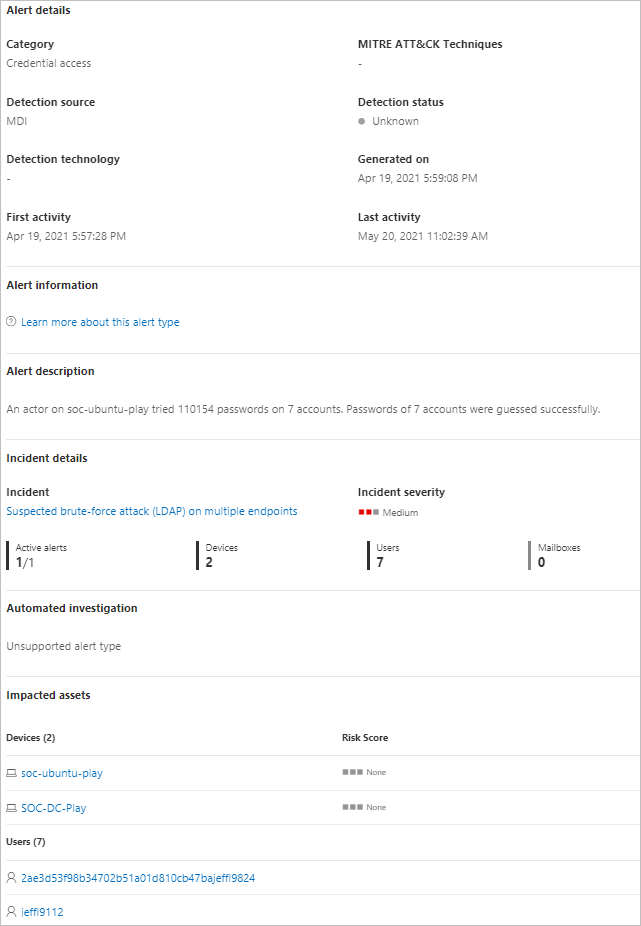 Alert details
Category
MITRE ATT&CK Techniques
Credential access
-
Detection source
Detection status
MDI
Unknown
Detection technology
Generated on
-
Apr 19, 2021 5:59:08 PM
First activity
Last activity
Apr 19, 2021 5:57:28 PM
May 20, 2021 11:02:39 AM
Alert information
Learn more about this alert type
Alert description
An actor on soc-ubuntu-play tried 110154 passwords on 7 accounts. Passwords of 7 accounts were guessed successfully.
Incident details
Incident
Incident severity
Suspected brute-force attack (LDAP) on multiple endpoints
Medium
Active alerts
Devices
Users
Mailboxes
1/1
2
7
0
Automated investigation
Unsupported alert type
Impacted assets
Devices (2)
Risk Score
soc-ubuntu-play
None
SOC-DC-Play
None
Users (7)
2ae3d53f98b34702b51a01d810cb47bajeffl9824
jeffl9112